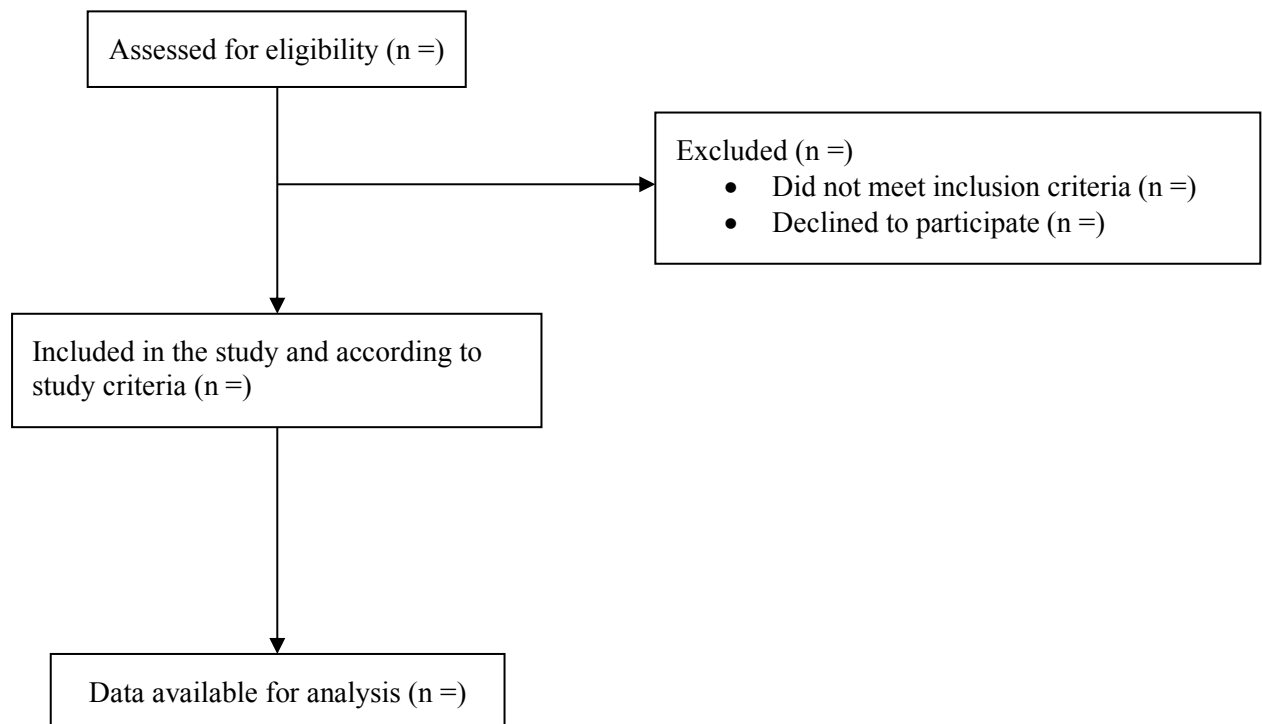 Assessed for eligibility (n =)
Excluded (n =)
• Did not meet inclusion criteria (n =)
• Declined to participate (n =)
Included in the study and according to
study criteria (n =)
Data available for analysis (n =)